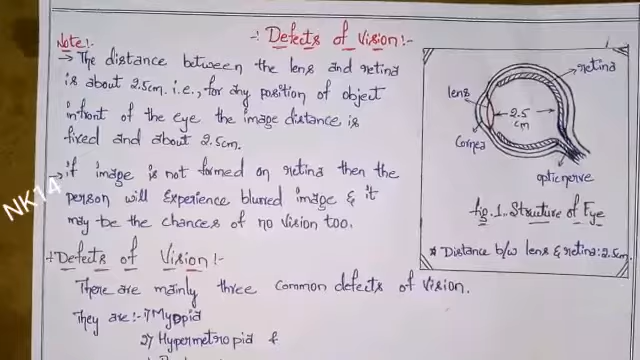 -: Defects of Vision:-
Note:-
→ The distance between the lens and retina
is about 2.5cm. i.e., for any position of object
infront of the eye the image distance is
fixed and about 2.5cm.
→ if image is not formed on retina then the
person will Experience blurred image & it
may be the chances of no Vision too.
Defects of Vision:-
There are mainly three common defects of Vision.
They are:- 1) Myopia
2) Hypermetropia &
retina
lens
2.5
cm
Cornea
optic nerve
fig.1. Structure of Eye
* Distance b/w lens & retina: 2.5cm
NK14